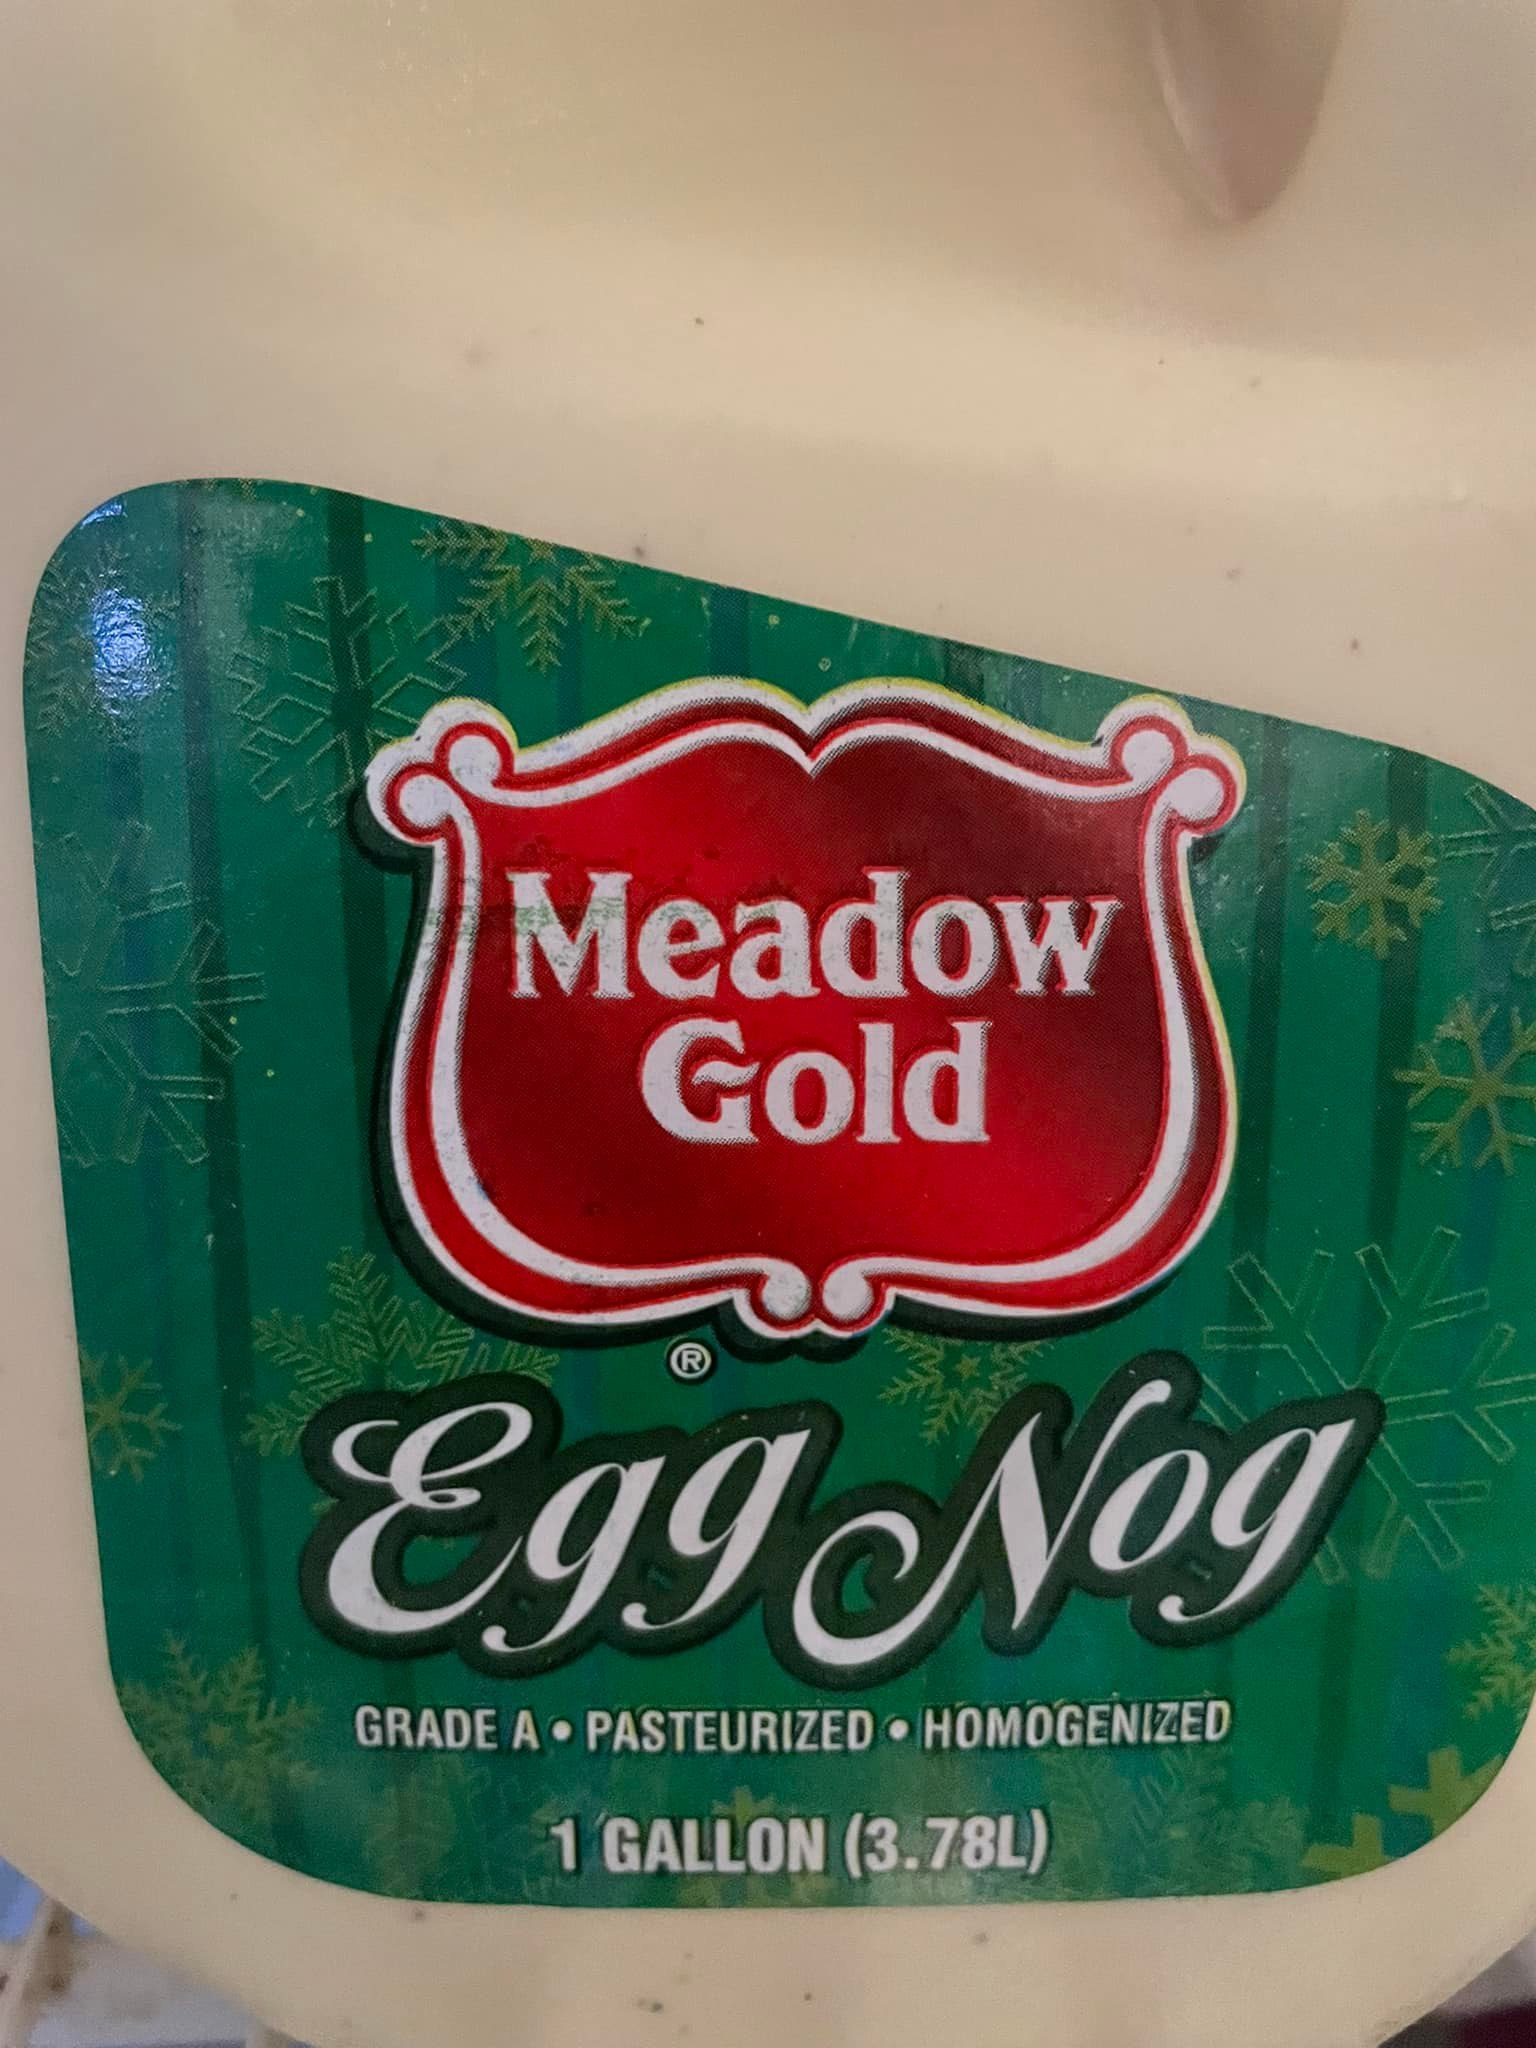 Meadow
Gold
®
Egg Nog
GRADE A • PASTEURIZED • HOMOGENIZED
1 GALLON (3.78L)